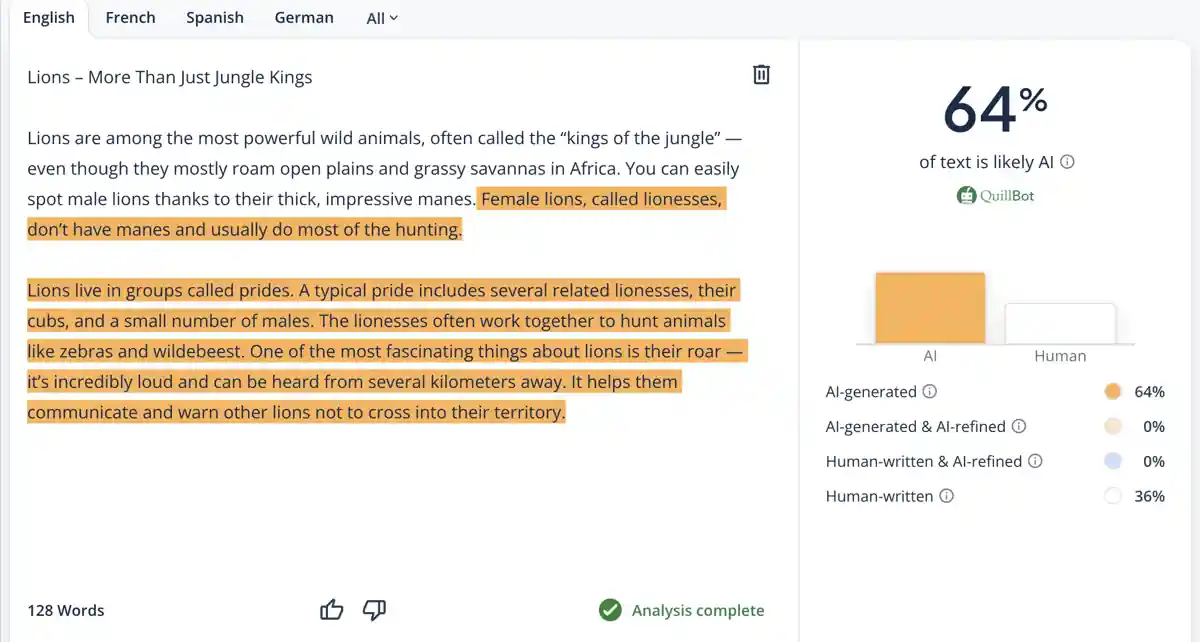 English French Spanish German All
Lions – More Than Just Jungle Kings
Lions are among the most powerful wild animals, often called the “kings of the jungle” —
even though they mostly roam open plains and grassy savannas in Africa. You can easily
spot male lions thanks to their thick, impressive manes. Female lions, called lionesses,
don’t have manes and usually do most of the hunting.
Lions live in groups called prides. A typical pride includes several related lionesses, their
cubs, and a small number of males. The lionesses often work together to hunt animals
like zebras and wildebeest. One of the most fascinating things about lions is their roar —
it’s incredibly loud and can be heard from several kilometers away. It helps them
communicate and warn other lions not to cross into their territory.
128 Words
Analysis complete
64%
of text is likely AI
QuillBot
AI Human
AI-generated 64%
AI-generated & AI-refined 0%
Human-written & AI-refined 0%
Human-written 36%